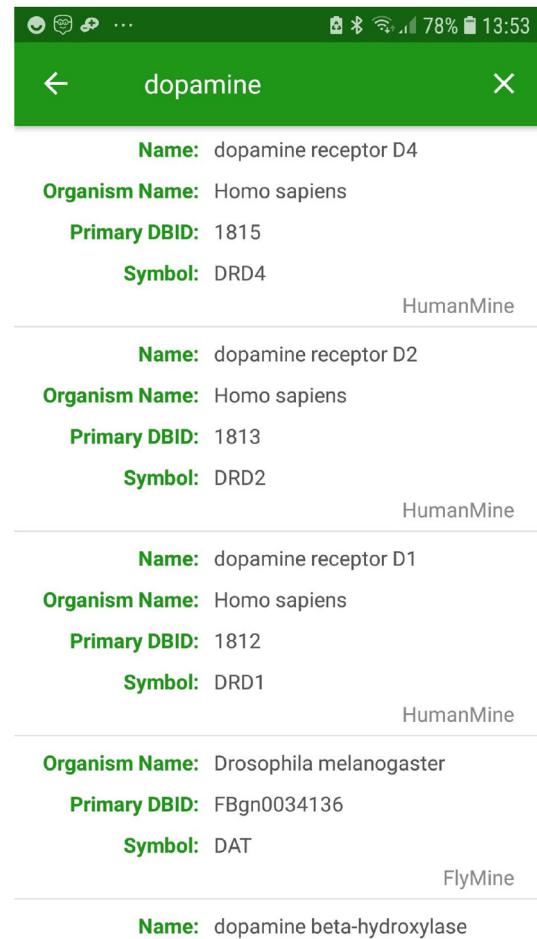 78% 13:53
dopamine
Name: dopamine receptor D4
Organism Name: Homo sapiens
Primary DBID: 1815
Symbol: DRD4
HumanMine
Name: dopamine receptor D2
Organism Name: Homo sapiens
Primary DBID: 1813
Symbol: DRD2
HumanMine
Name: dopamine receptor D1
Organism Name: Homo sapiens
Primary DBID: 1812
Symbol: DRD1
HumanMine
Organism Name: Drosophila melanogaster
Primary DBID: FBgn0034136
Symbol: DAT
FlyMine
Name: dopamine beta-hydroxylase